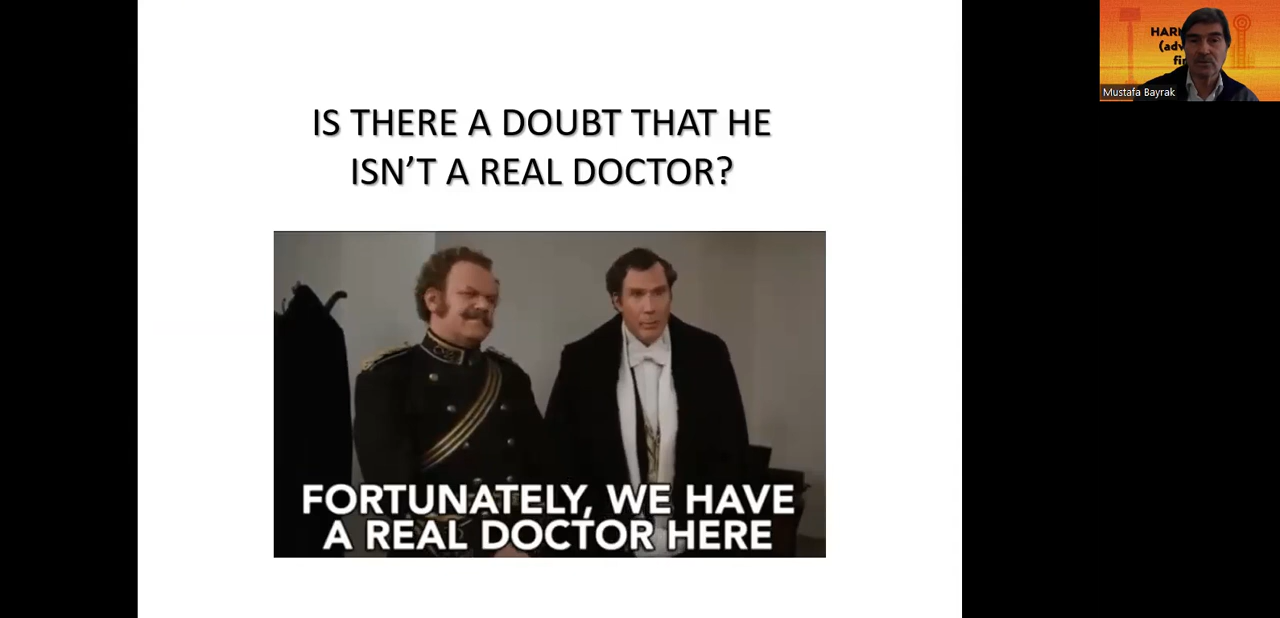 IS THERE A DOUBT THAT HE
ISN'T A REAL DOCTOR?
FORTUNATELY, WE HAVE
A REAL DOCTOR HERE
Mustafa Bayrak